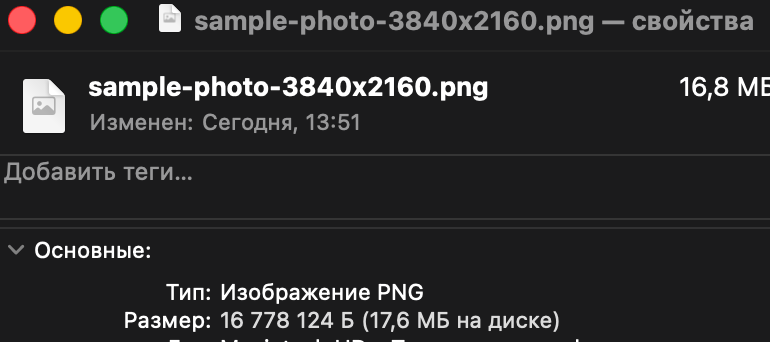 sample-photo-3840x2160.png — свойства
sample-photo-3840x2160.png 16,8
Изменен: Сегодня, 13:51
Добавить теги...
Основные:
Тип: Изображение PNG
Размер: 16 778 124 Б (17,6 МБ на диске)